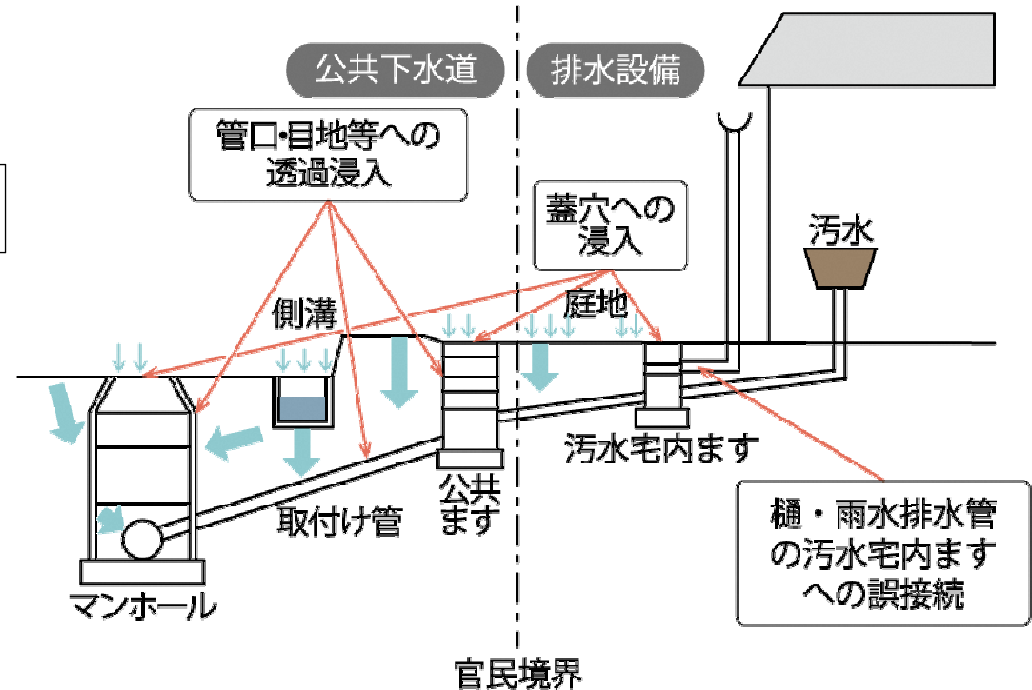 公共下水道
排水設備
管口・目地等への
透過浸入
蓋穴への
浸入
汚水
側溝
庭地
汚水宅内ます
公共
ます
取付け管
樋・雨水排水管
の汚水宅内ます
への誤接続
マンホール
官民境界